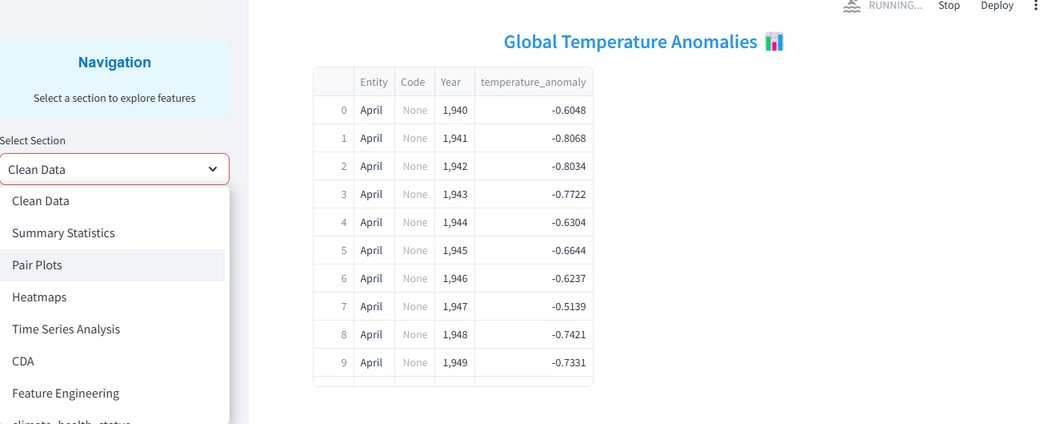 RUNNING... Stop Deploy
Navigation
Select a section to explore features
Select Section
Clean Data
Clean Data
Summary Statistics
Pair Plots
Heatmaps
Time Series Analysis
CDA
Feature Engineering
climate_health_status
Global Temperature Anomalies
Entity Code Year temperature_anomaly
0 April None 1,940 -0.6048
1 April None 1,941 -0.8068
2 April None 1,942 -0.8034
3 April None 1,943 -0.7722
4 April None 1,944 -0.6304
5 April None 1,945 -0.6644
6 April None 1,946 -0.6237
7 April None 1,947 -0.5139
8 April None 1,948 -0.7421
9 April None 1,949 -0.7331